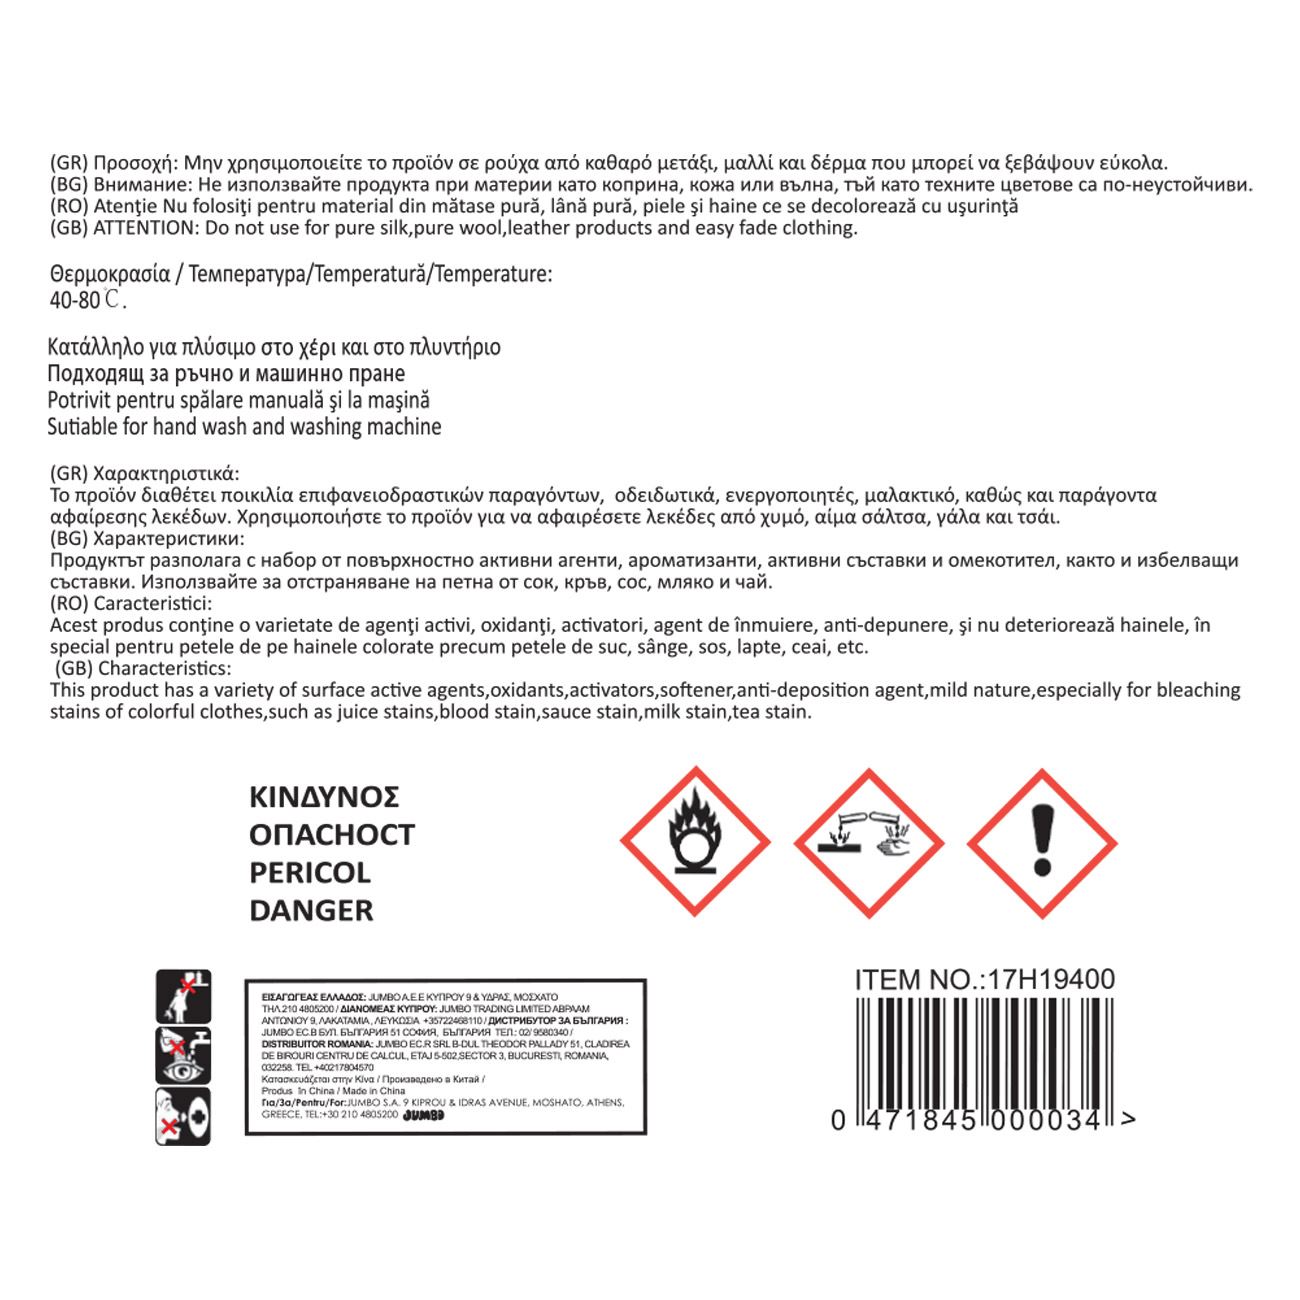 (GR) Προσοχή: Μην χρησιμοποιείτε το προϊόν σε ρούχα από καθαρό μετάξι, μαλλί και δέρμα που μπορεί να ξεβάψουν εύκολα.
(BG) Внимание: Не използвайте продукта при материи като коприна, кожа или вълна, тъй като техните цветове са по-неустойчиви.
(RO) Atenţie Nu folosiţi pentru material din mătase pură, lână pură, piele şi haine ce se decolorează cu uşurinţă
(GB) ATTENTION: Do not use for pure silk,pure wool,leather products and easy fade clothing.
Θερμοκρασία / Температура/Temperatură/Temperature:
40-80℃.
Κατάλληλο για πλύσιμο στο χέρι και στο πλυντήριο
Подходящ за ръчно и машинно пране
Potrivit pentru spălare manuală şi la maşină
Sutiable for hand wash and washing machine
(GR) Χαρακτηριστικά:
Το προϊόν διαθέτει ποικιλία επιφανειοδραστικών παραγόντων,  οδειδωτικά, ενεργοποιητές, μαλακτικό, καθώς και παράγοντα
αφαίρεσης λεκέδων. Χρησιμοποιήστε το προϊόν για να αφαιρέσετε λεκέδες από χυμό, αίμα σάλτσα, γάλα και τσάι.
(BG) Характеристики:
Продуктът разполага с набор от повърхностно активни агенти, ароматизанти, активни съставки и омекотител, както и избелващи
съставки. Използвайте за отстраняване на петна от сок, кръв, сос, мляко и чай.
(RO) Caracteristici:
Acest produs conţine o varietate de agenţi activi, oxidanţi, activatori, agent de înmuiere, anti-depunere, şi nu deteriorează hainele, în
special pentru petele de pe hainele colorate precum petele de suc, sânge, sos, lapte, ceai, etc.
(GB) Characteristics:
This product has a variety of surface active agents,oxidants,activators,softener,anti-deposition agent,mild nature,especially for bleaching
stains of colorful clothes,such as juice stains,blood stain,sauce stain,milk stain,tea stain.
ΚΙΝΔΥΝΟΣ
ОПАСНОСТ
PERICOL
DANGER
ΕΙΣΑΓΩΓΕΑΣ ΕΛΛΑΔΟΣ: JUMBO A.E.E ΚΥΠΡΟΥ 9 & ΥΔΡΑΣ, ΜΟΣΧΑΤΟ
ΤΗΛ.210 4805200 / ΔΙΑΝΟΜΕΑΣ ΚΥΠΡΟΥ: JUMBO TRADING LIMITED ΑΒΡΑΑΜ
ΑΝΤΩΝΙΟΥ 9, ΛΑΚΑΤΑΜΙΑ , ΛΕΥΚΩΣΙΑ +35722468110 / ДИСТРИБУТОР ЗА БЪЛГАРИЯ :
JUMBO EC.B БУЛ. БЪЛГАРИЯ 51 СОФИЯ, БЪЛГАРИЯ ТЕЛ.: 02/ 9580340 /
DISTRIBUITOR ROMANIA: JUMBO EC.R SRL B-DUL THEODOR PALLADY 51, CLADIREA
DE BIROURI CENTRU DE CALCUL, ETAJ 5-502,SECTOR 3, BUCURESTI, ROMANIA,
032258. TEL +40217804570
Κατασκευάζεται στην Κίνα / Произведено в Китай /
Produs în China / Made in China
Για/За/Pentru/For:JUMBO S.A. 9 KIPROU & IDRAS AVENUE, MOSHATO, ATHENS,
GREECE, TEL:+30 210 4805200 JUMBO
ITEM NO.:17H19400
0 471845 000034 >